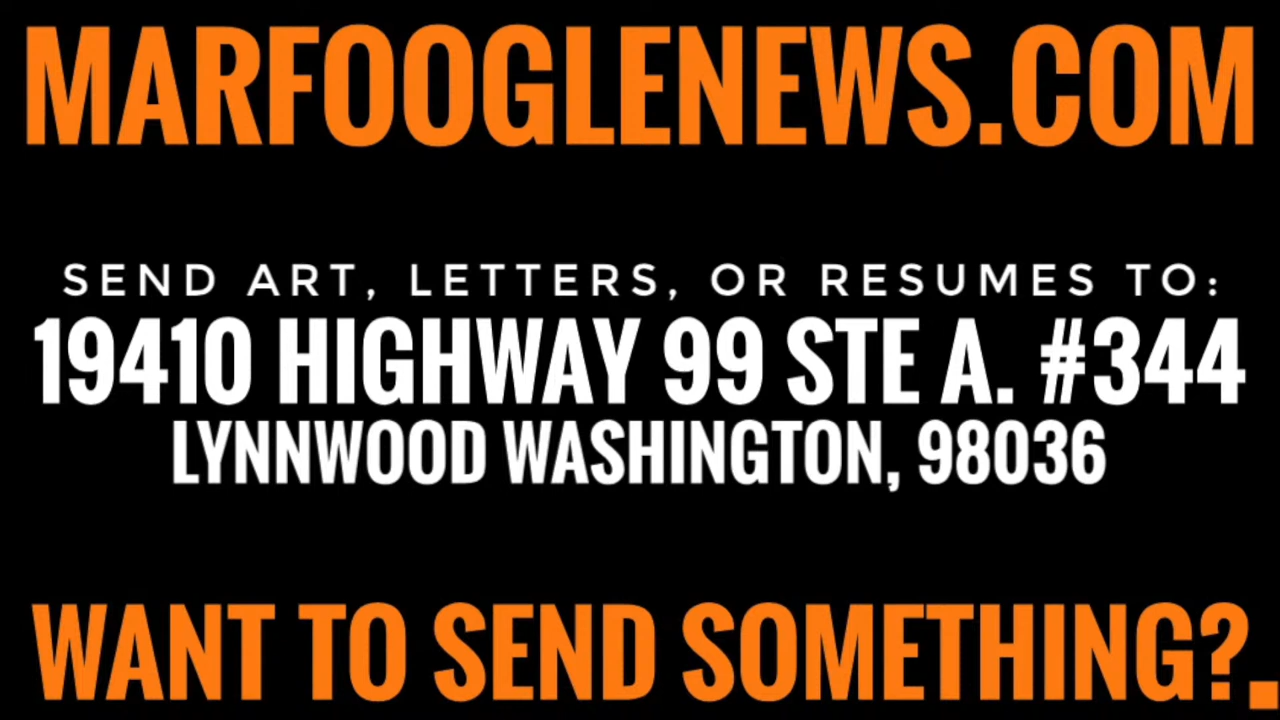 MARFOOGLENEWS.COM
SEND ART, LETTERS, OR RESUMES TO:
19410 HIGHWAY 99 STE A. #344
LYNNWOOD WASHINGTON, 98036
WANT TO SEND SOMETHING?.